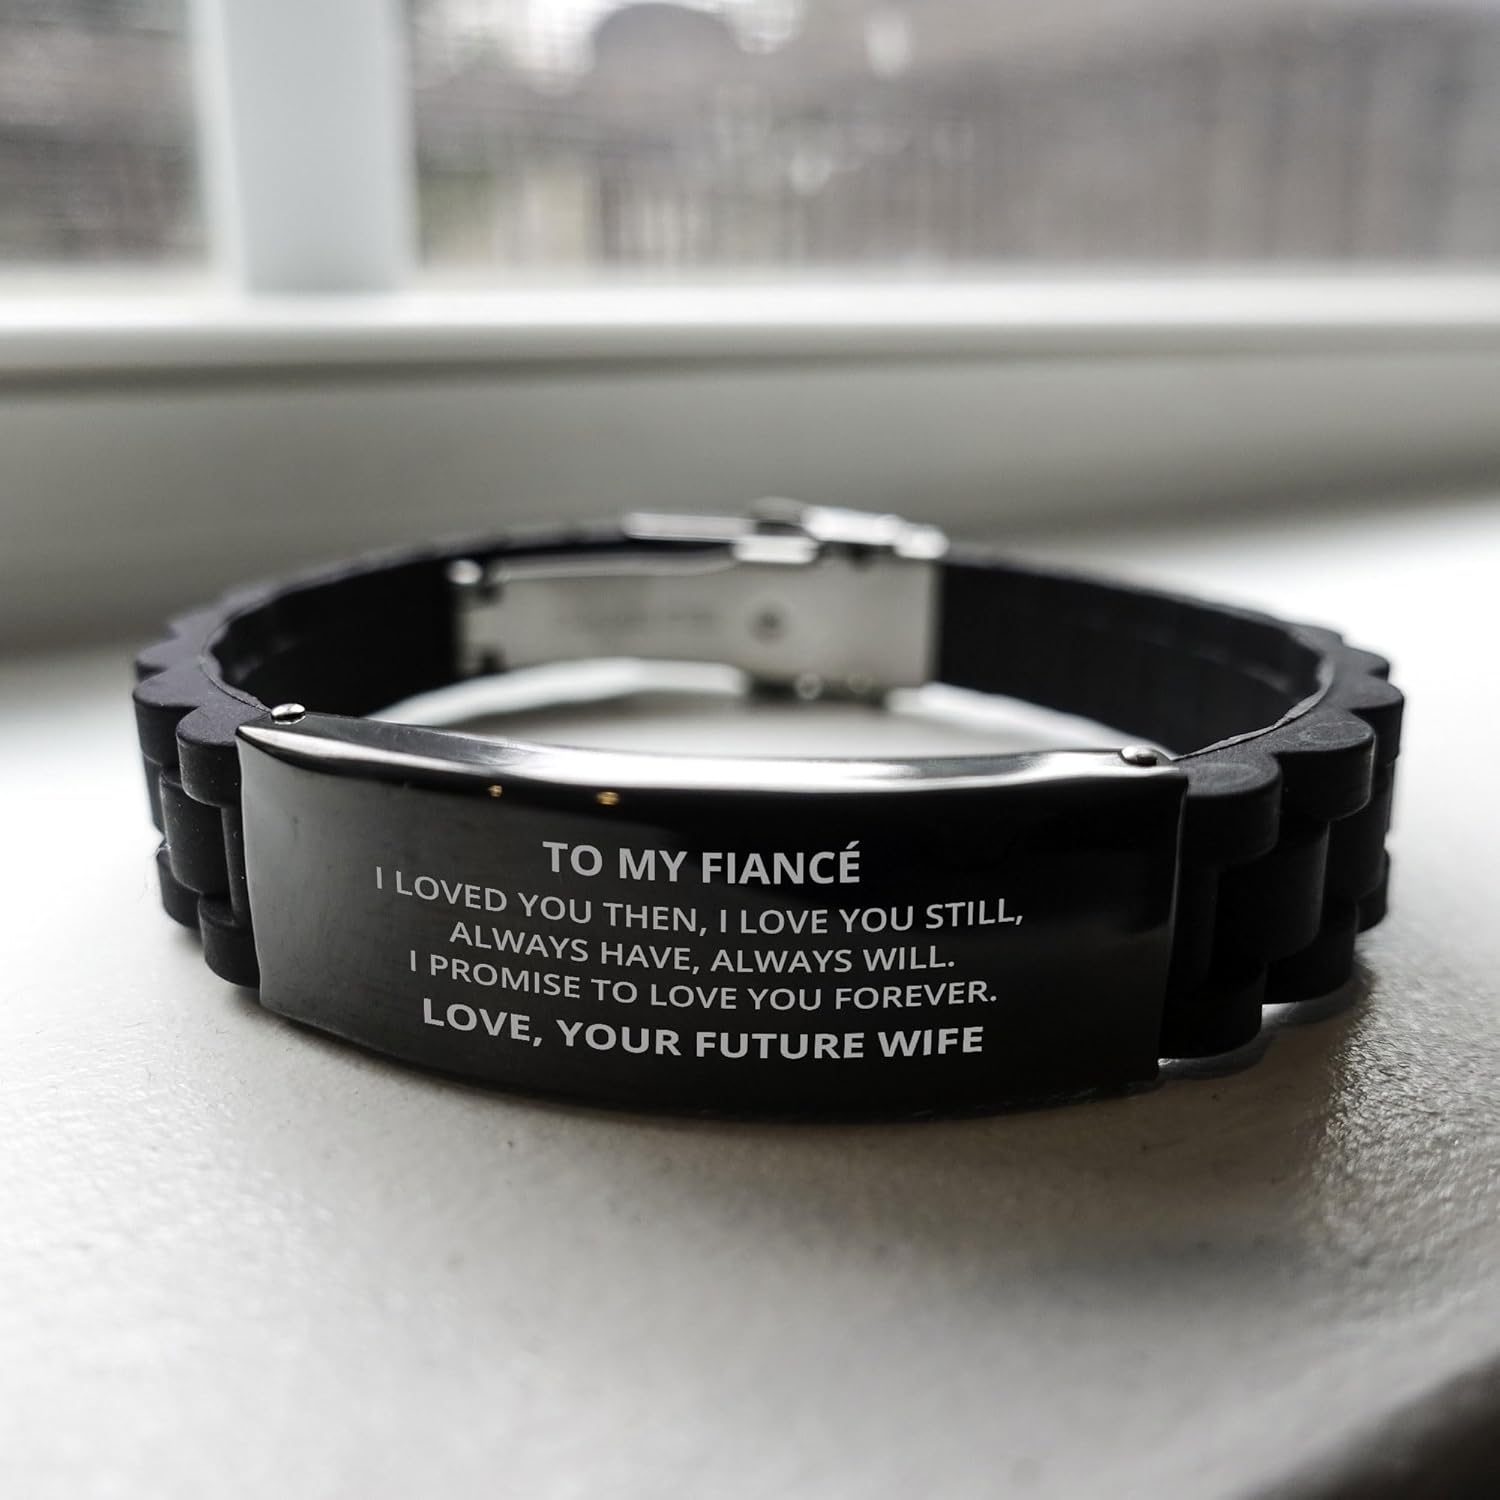 TO MY FIANCÉ
I LOVED YOU THEN, I LOVE YOU STILL,
ALWAYS HAVE, ALWAYS WILL.
I PROMISE TO LOVE YOU FOREVER.
LOVE, YOUR FUTURE WIFE